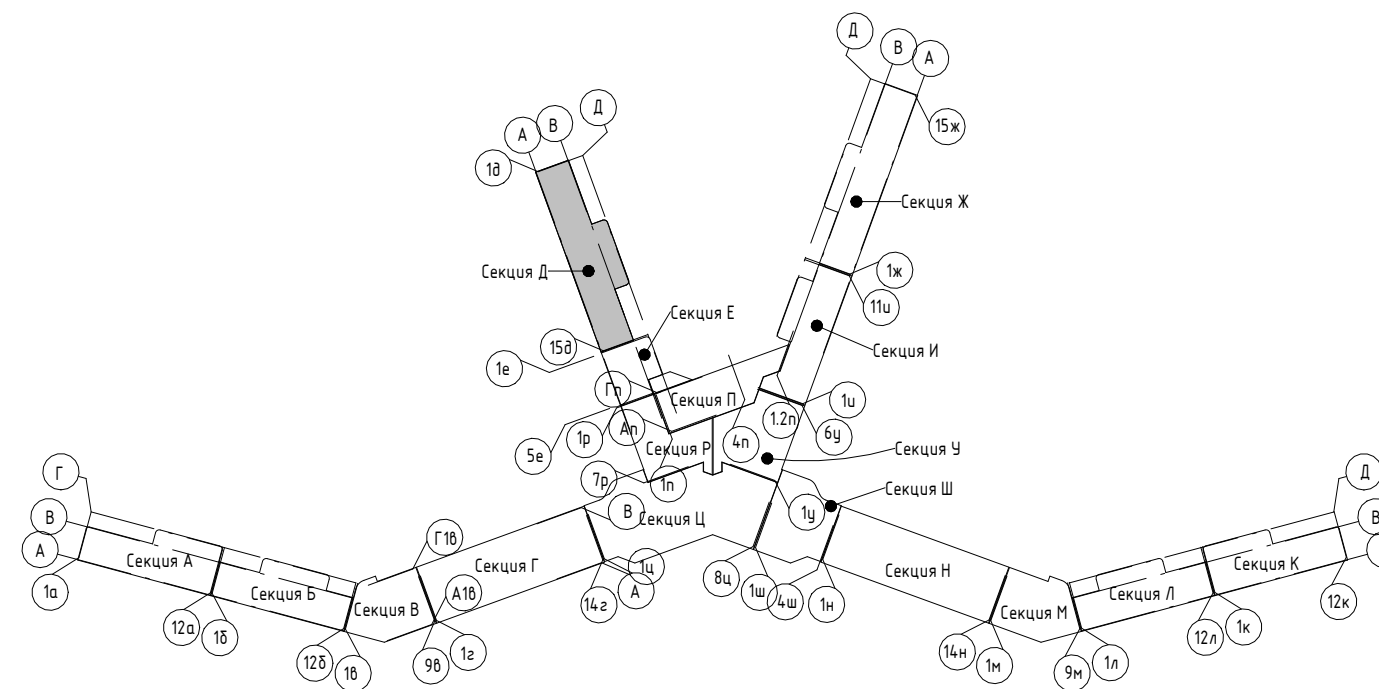 Д
В
А
15ж
Д
В
А
1д
Секция Ж
Секция Д
1ж
11и
Секция Е
Секция И
15д
1е
Гп
Секция П
1и
1.2п
Ап
1р
4п
6у
5е
Секция Р
Секция У
7р
1п
Секция Ш
Г
Д
В
В
Секция Ц
1у
В
А
Г1в
Секция А
Секция Г
1ц
8ц
Секция Н
Секция К
1а
Секция Б
Секция В
А1в
14г
А
1ш
4ш
1н
Секция М
Секция Л
12к
12а
1б
12б
1в
9в
1г
14н
1м
9м
1л
12л
1к